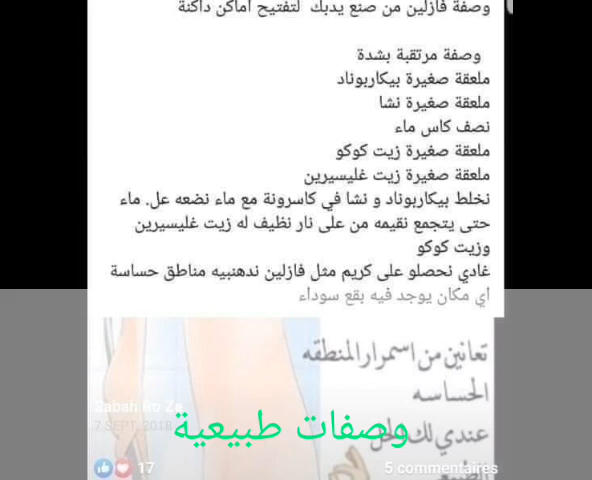 وصفة فازلين من صنع يدبك لتفتيح اماكن داكنة
وصفة مرتقبة بشدة
ملعقة صغيرة بيكاربوناد
ملعقة صغيرة نشا
نصف كاس ماء
ملعقة صغيرة زيت كوكو
ملعقة صغيرة زيت غليسيرين
نخلط بيكاربوناد و نشا في كاسرونة مع ماء نضعه عل. ماء
حتى يتجمع نقيمه من على نار نظيف له زيت غليسيرين
وزيت كوكو
غادي نحصلو على كريم مثل فازلين ندهنبيه مناطق حساسة
اي مكان يوجد فيه بقع سوداء
تعانين من اسمرار المنطقه
الحساسه
عندي لك الحل
وصفات طبيعية
7 SEPT. 2018
17
5 commentaires